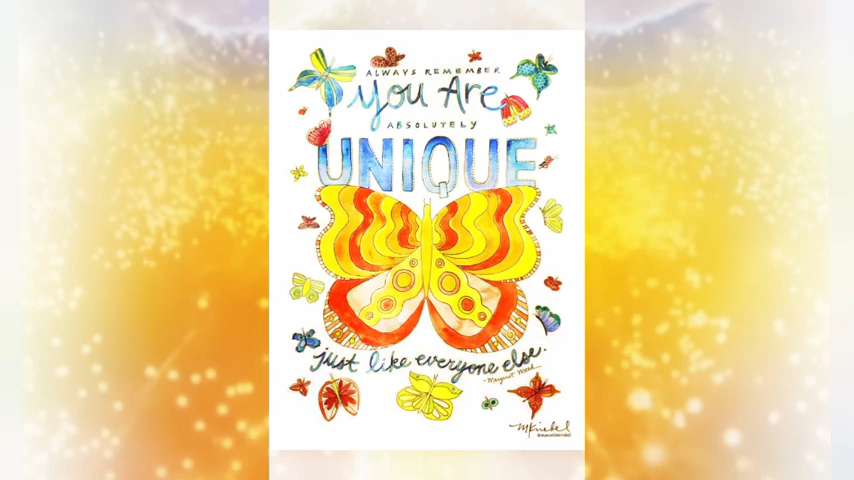 ALWAYS REMEMBER
you Are
ABSOLUTELY
UNIQUE
just like everyone else.
-Margaret Mead
MKriebel